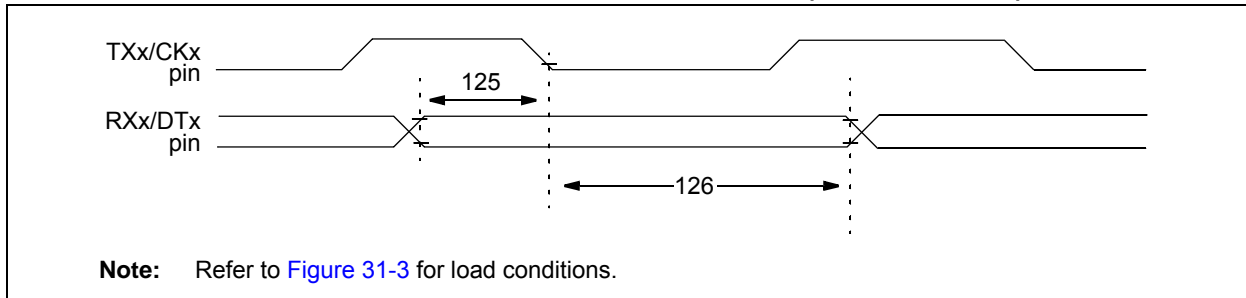 TXx/CKx
pin
125
RXx/DTx
pin
126
Note: Refer to Figure 31-3 for load conditions.